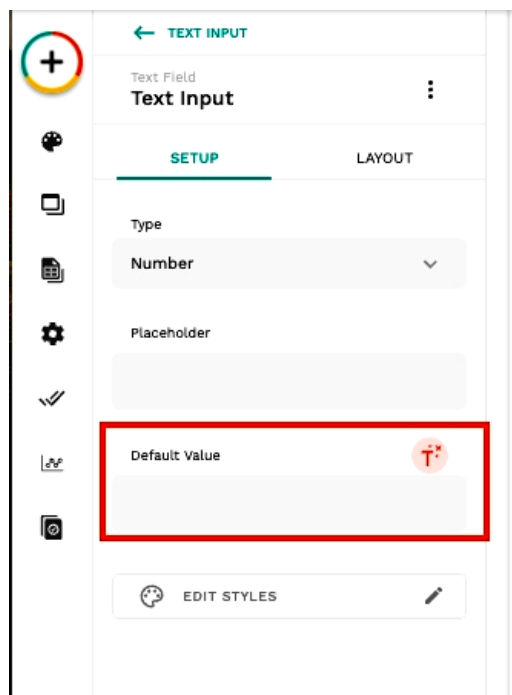 TEXT INPUT
Text Field
Text Input
SETUP LAYOUT
Type
Number
Placeholder
Default Value
EDIT STYLES